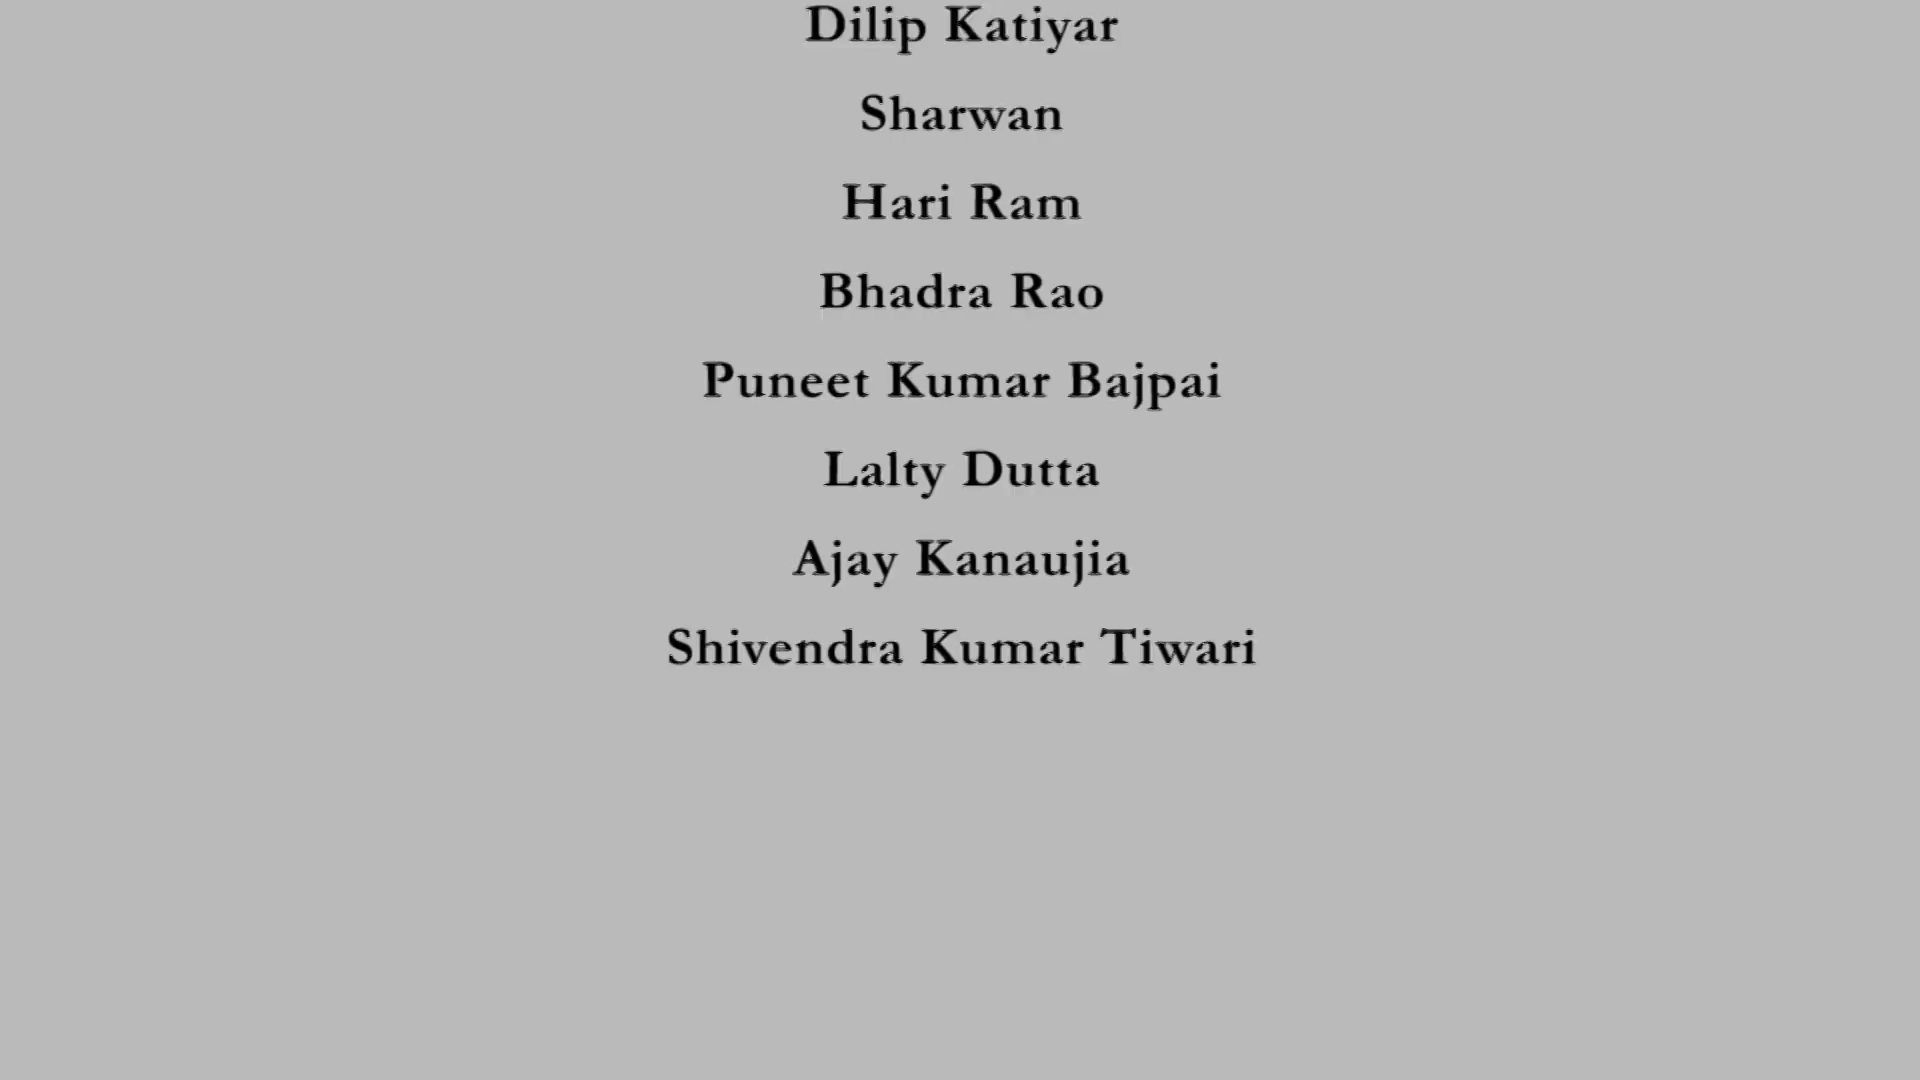 Dilip Katiyar
Sharwan
Hari Ram
Bhadra Rao
Puneet Kumar Bajpai
Lalty Dutta
Ajay Kanaujia
Shivendra Kumar Tiwari